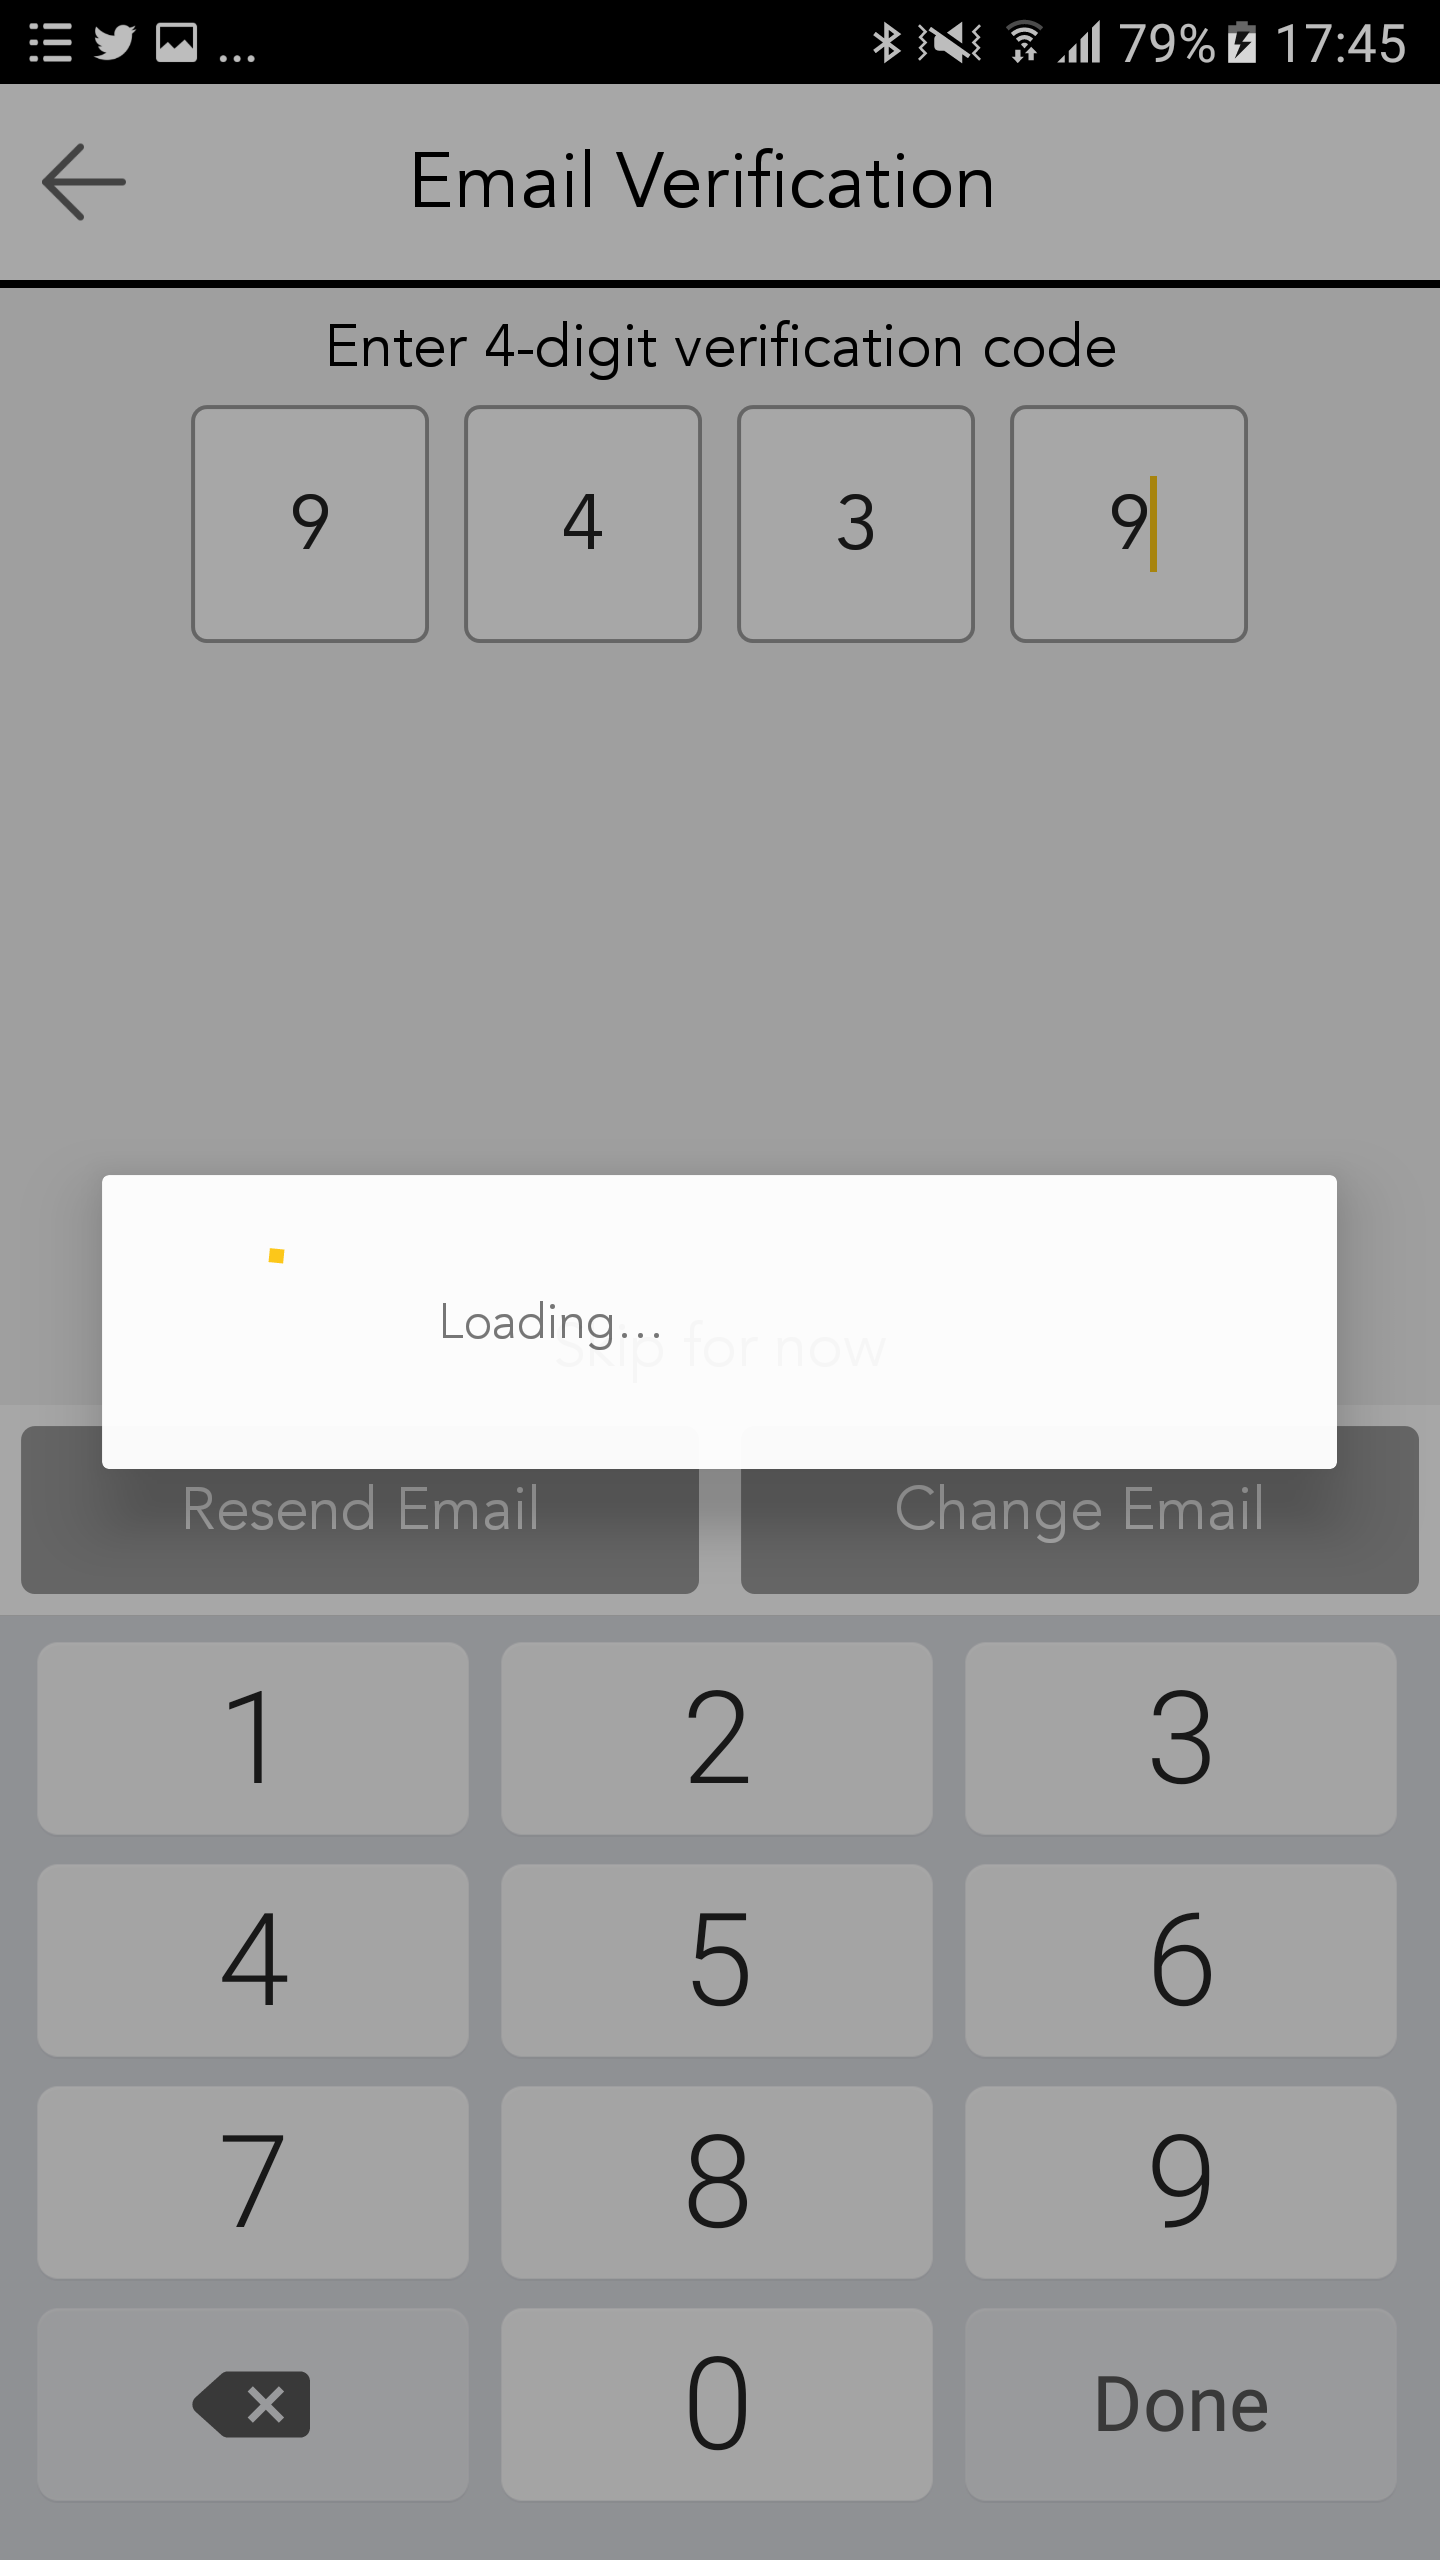 ... 79% 17:45
Email Verification
Enter 4-digit verification code
9 4 3 9
Loading...
Skip for now
Resend Email Change Email
1 2 3
4 5 6
7 8 9
0 Done